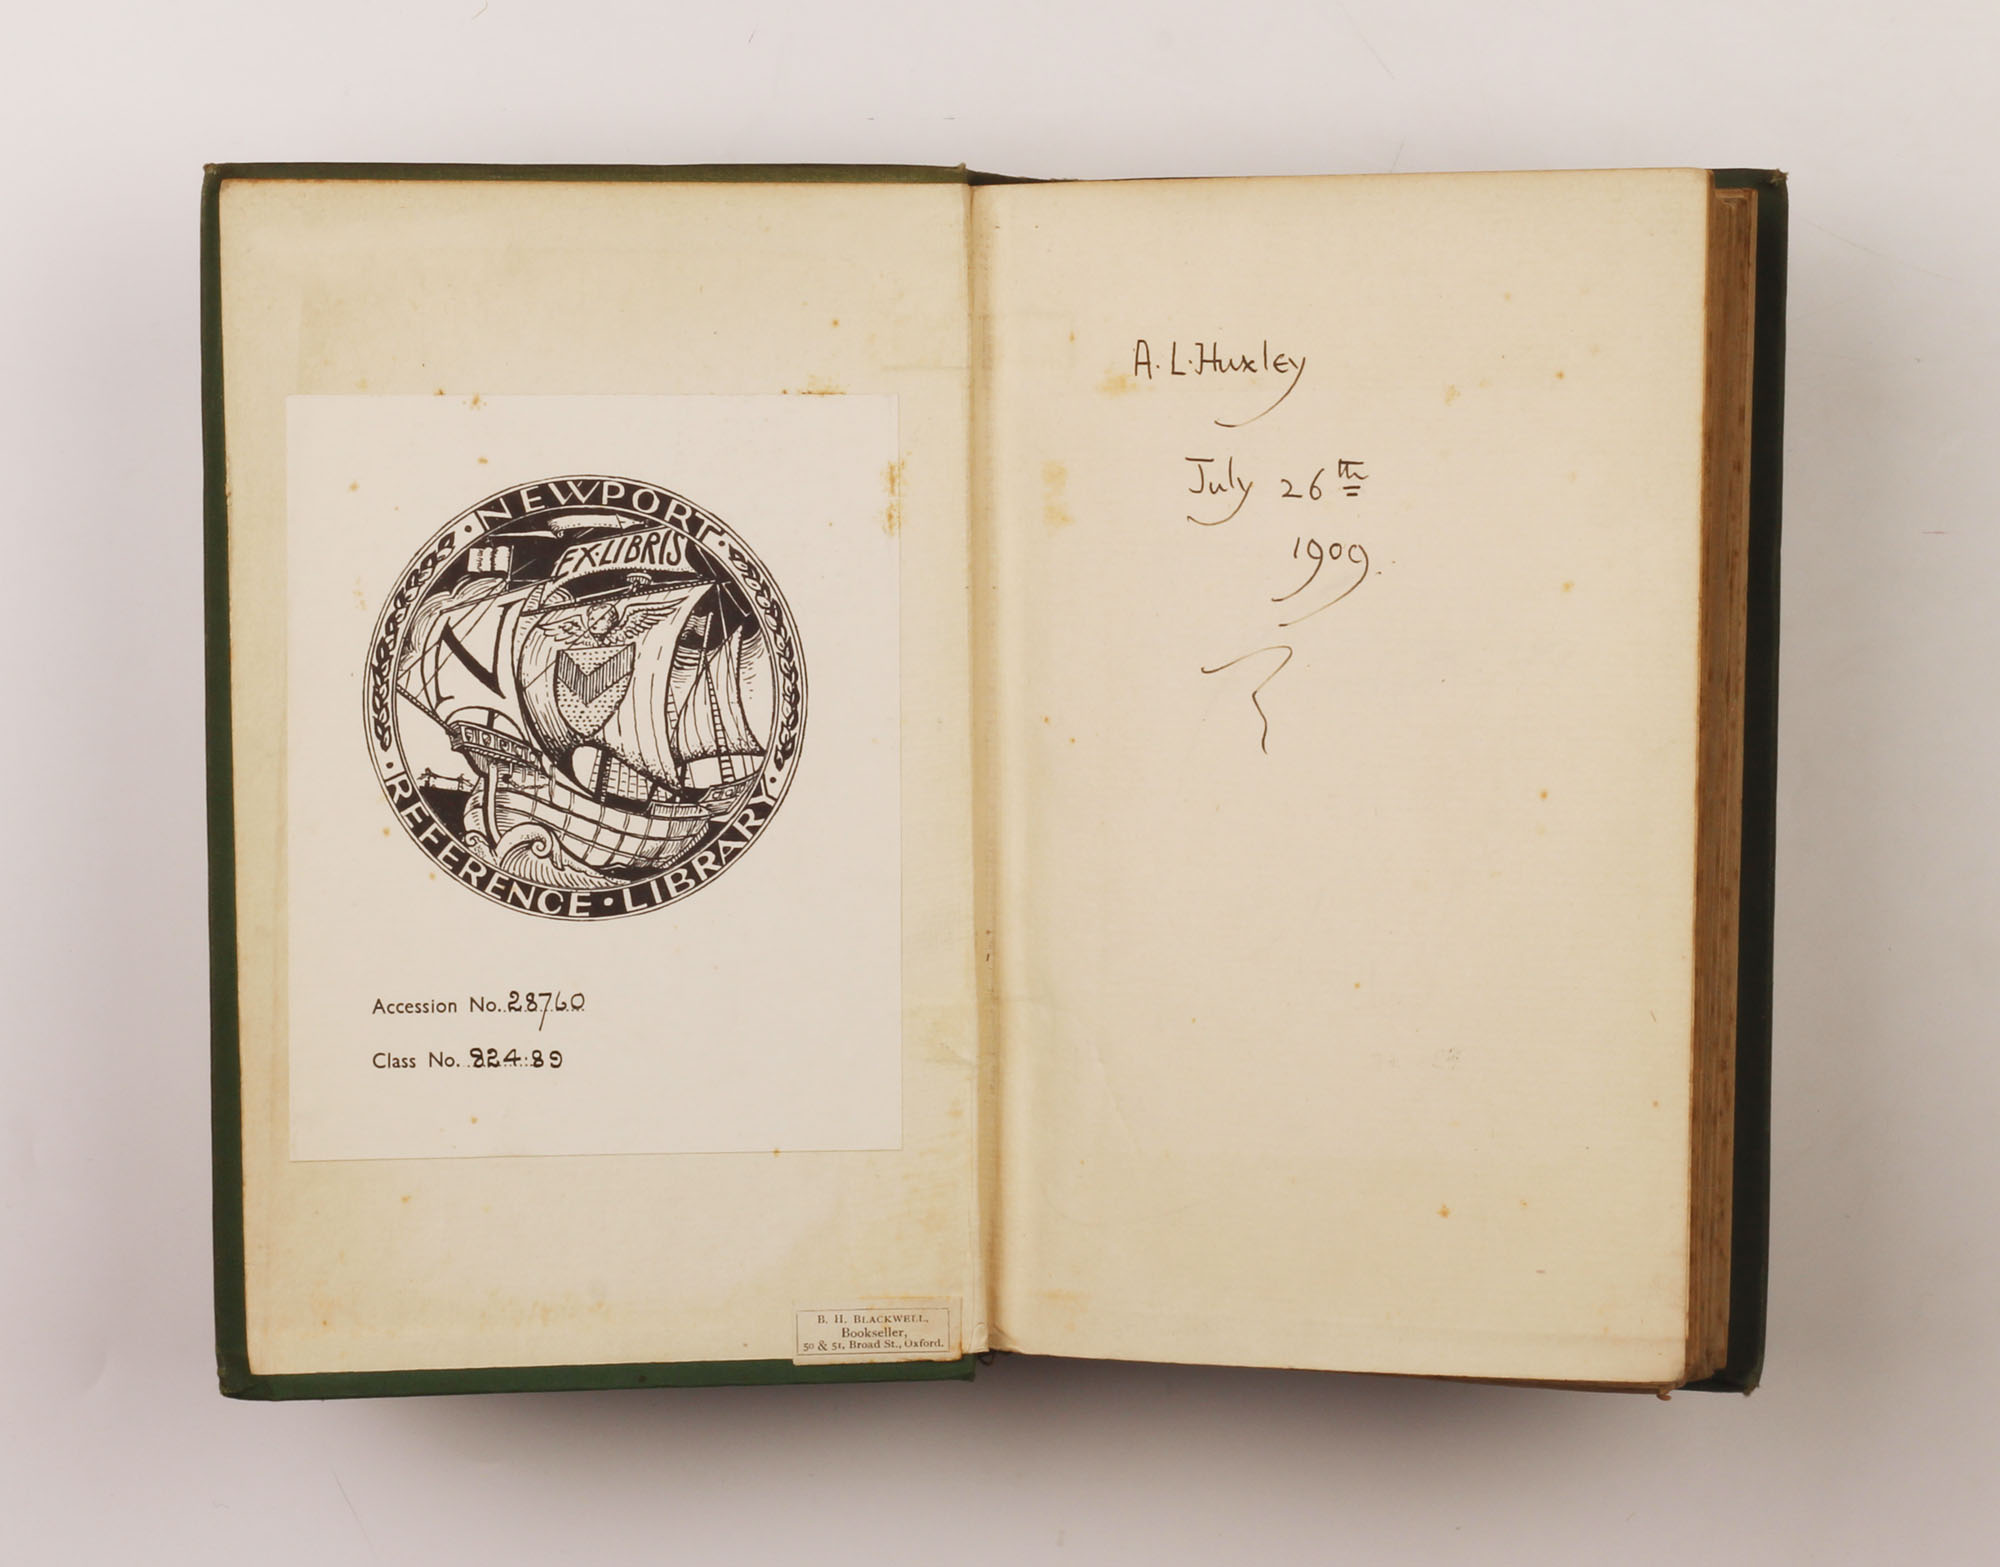 · NEWPORT ·
EX·LIBRIS
N
REFERENCE · LIBRARY
Accession No. 28760
Class No. 824.89
B. H. BLACKWELL,
Bookseller,
50 & 51, Broad St., Oxford.
A. L. Huxley
July 26th
1909.